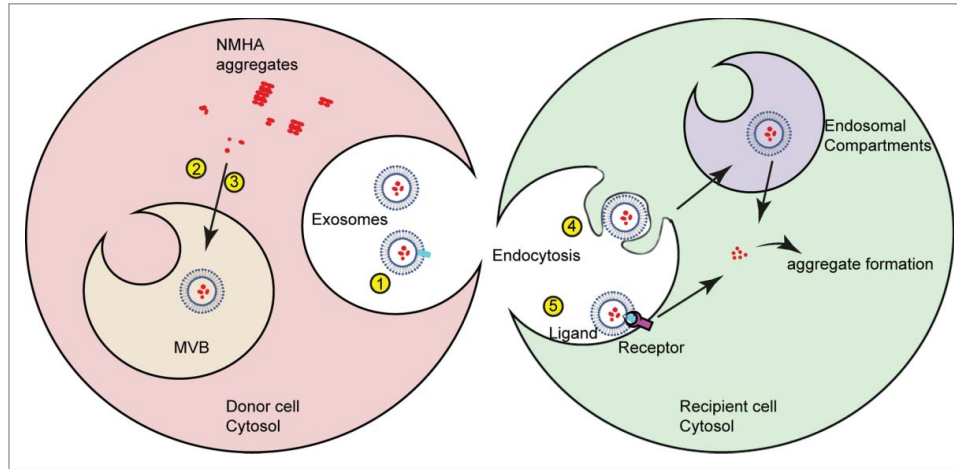 NMHA
aggregates
2
3
MVB
Exosomes
1
Donor cell
Cytosol
4
Endocytosis
5
Ligand
Receptor
Endosomal
Compartments
aggregate formation
Recipient cell
Cytosol